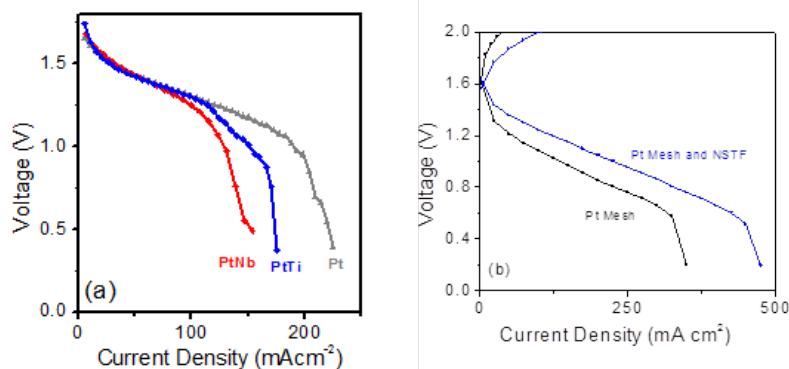 1.5
1.0
0.5
0.0
Voltage (V)
(a)
PtNb
PtTi
Pt
0
100
200
Current Density (mAcm⁻²)
2.0
1.6
1.2
0.8
0.4
0.0
Voltage (V)
Pt Mesh and NSTF
Pt Mesh
(b)
0
250
500
Current Density (mA cm⁻²)